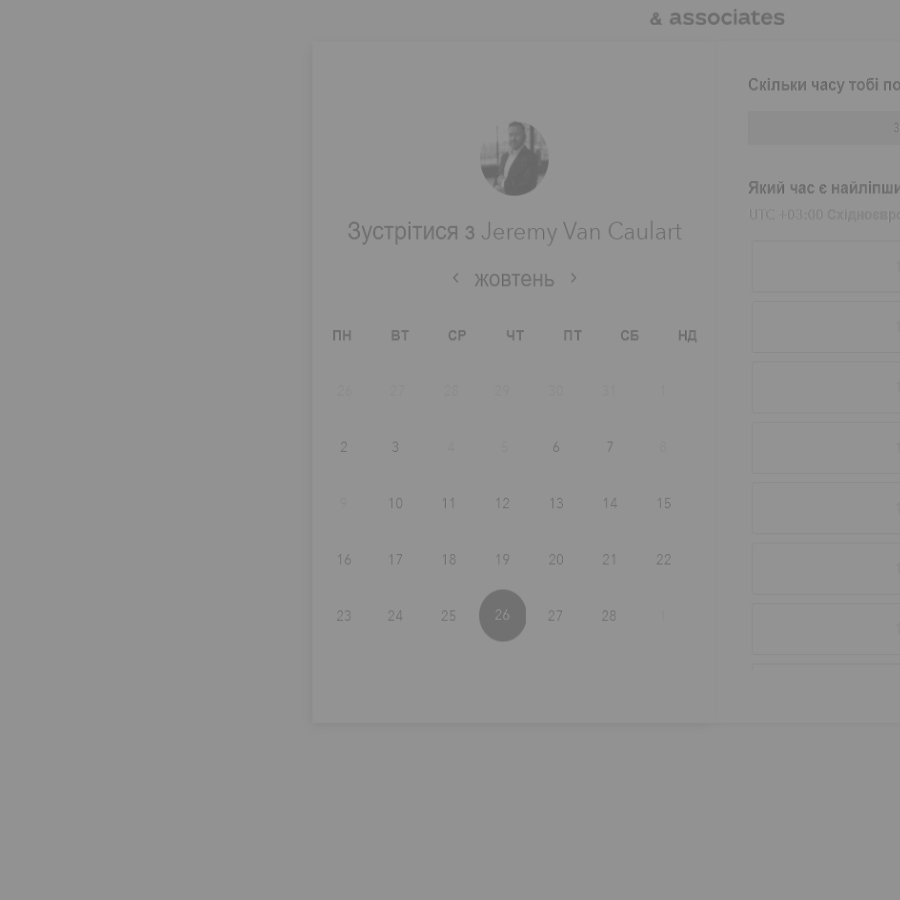 & associates
Зустрітися з Jeremy Van Caulart
жовтень
ПН ВТ СР ЧТ ПТ СБ НД
26 27 28 29 30 31 1
2 3 4 5 6 7 8
9 10 11 12 13 14 15
16 17 18 19 20 21 22
23 24 25 26 27 28 1
Скільки часу тобі по
3
Який час є найліпши
UTC +03:00 Східноєвро